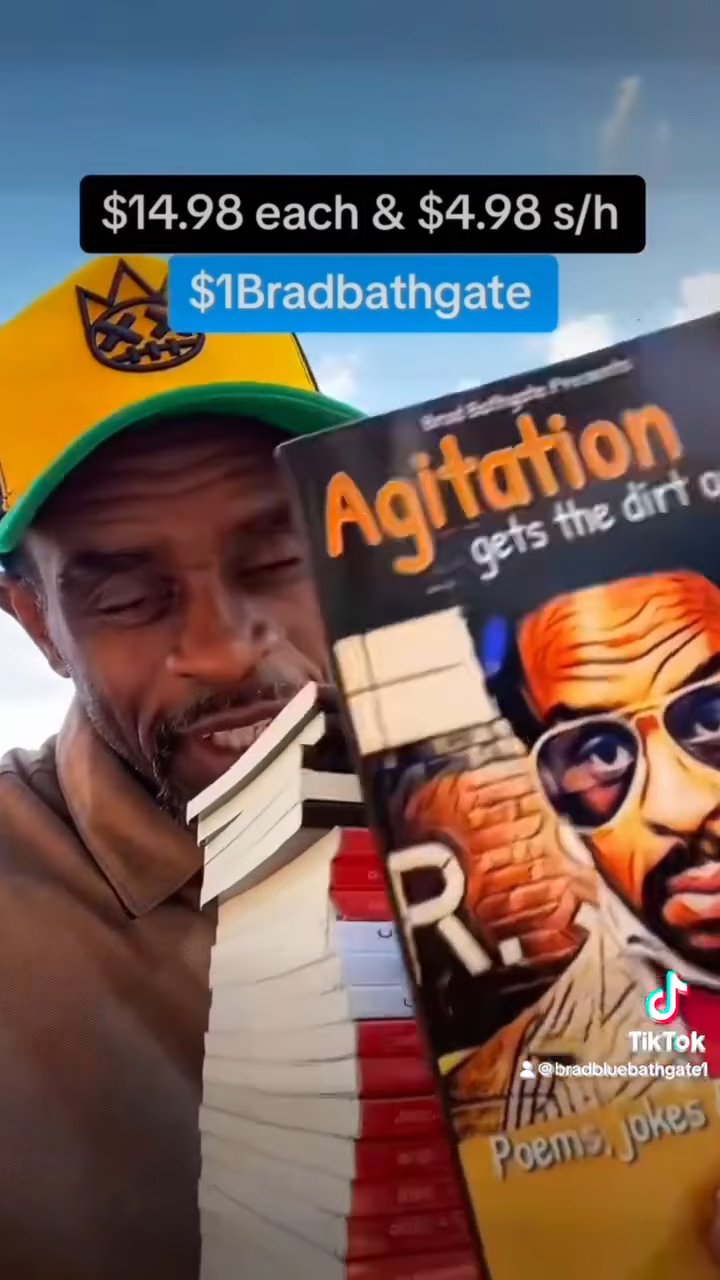 $14.98 each & $4.98 s/h
$1Bradbathgate
Brad Bathgate Presents
Agitation
gets the dirt o
R.
Poems, jokes
TikTok
@bradbluebathgate1